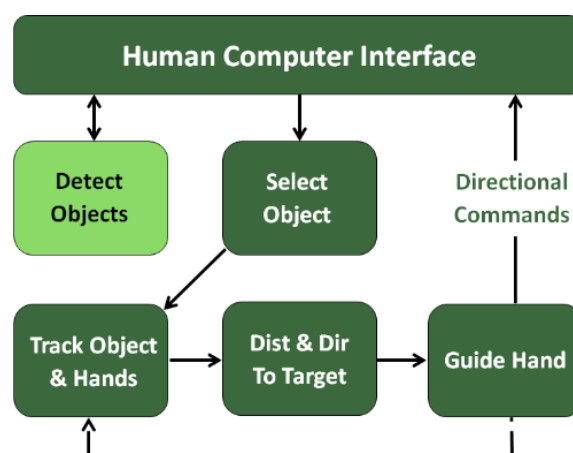 Human Computer Interface
Detect
Objects
Select
Object
Directional
Commands
Track Object
& Hands
Dist & Dir
To Target
Guide Hand